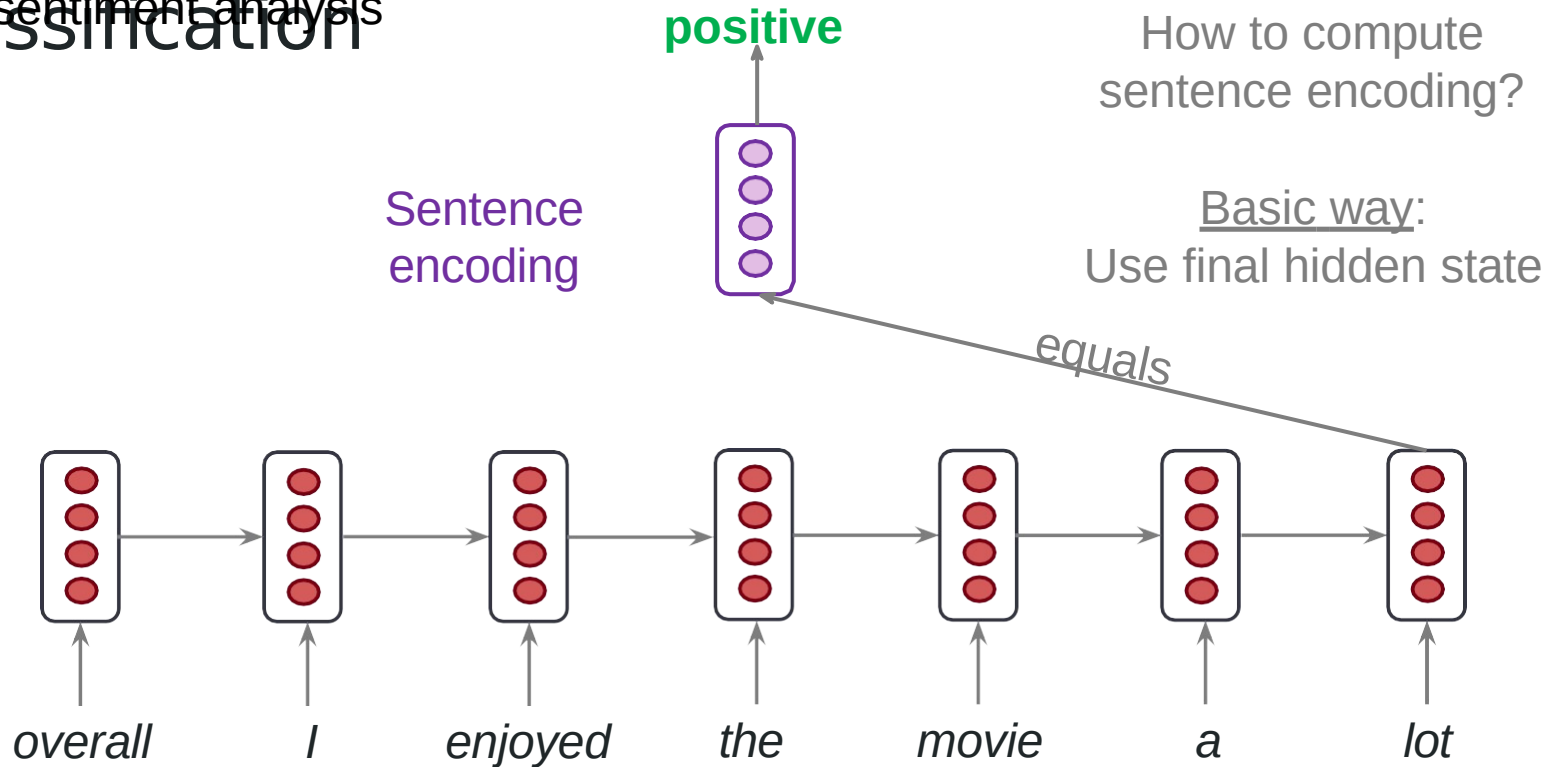 sentiment analysis
ssification
positive
How to compute
sentence encoding?
Sentence
encoding
Basic way:
Use final hidden state
equals
overall I enjoyed the movie a lot